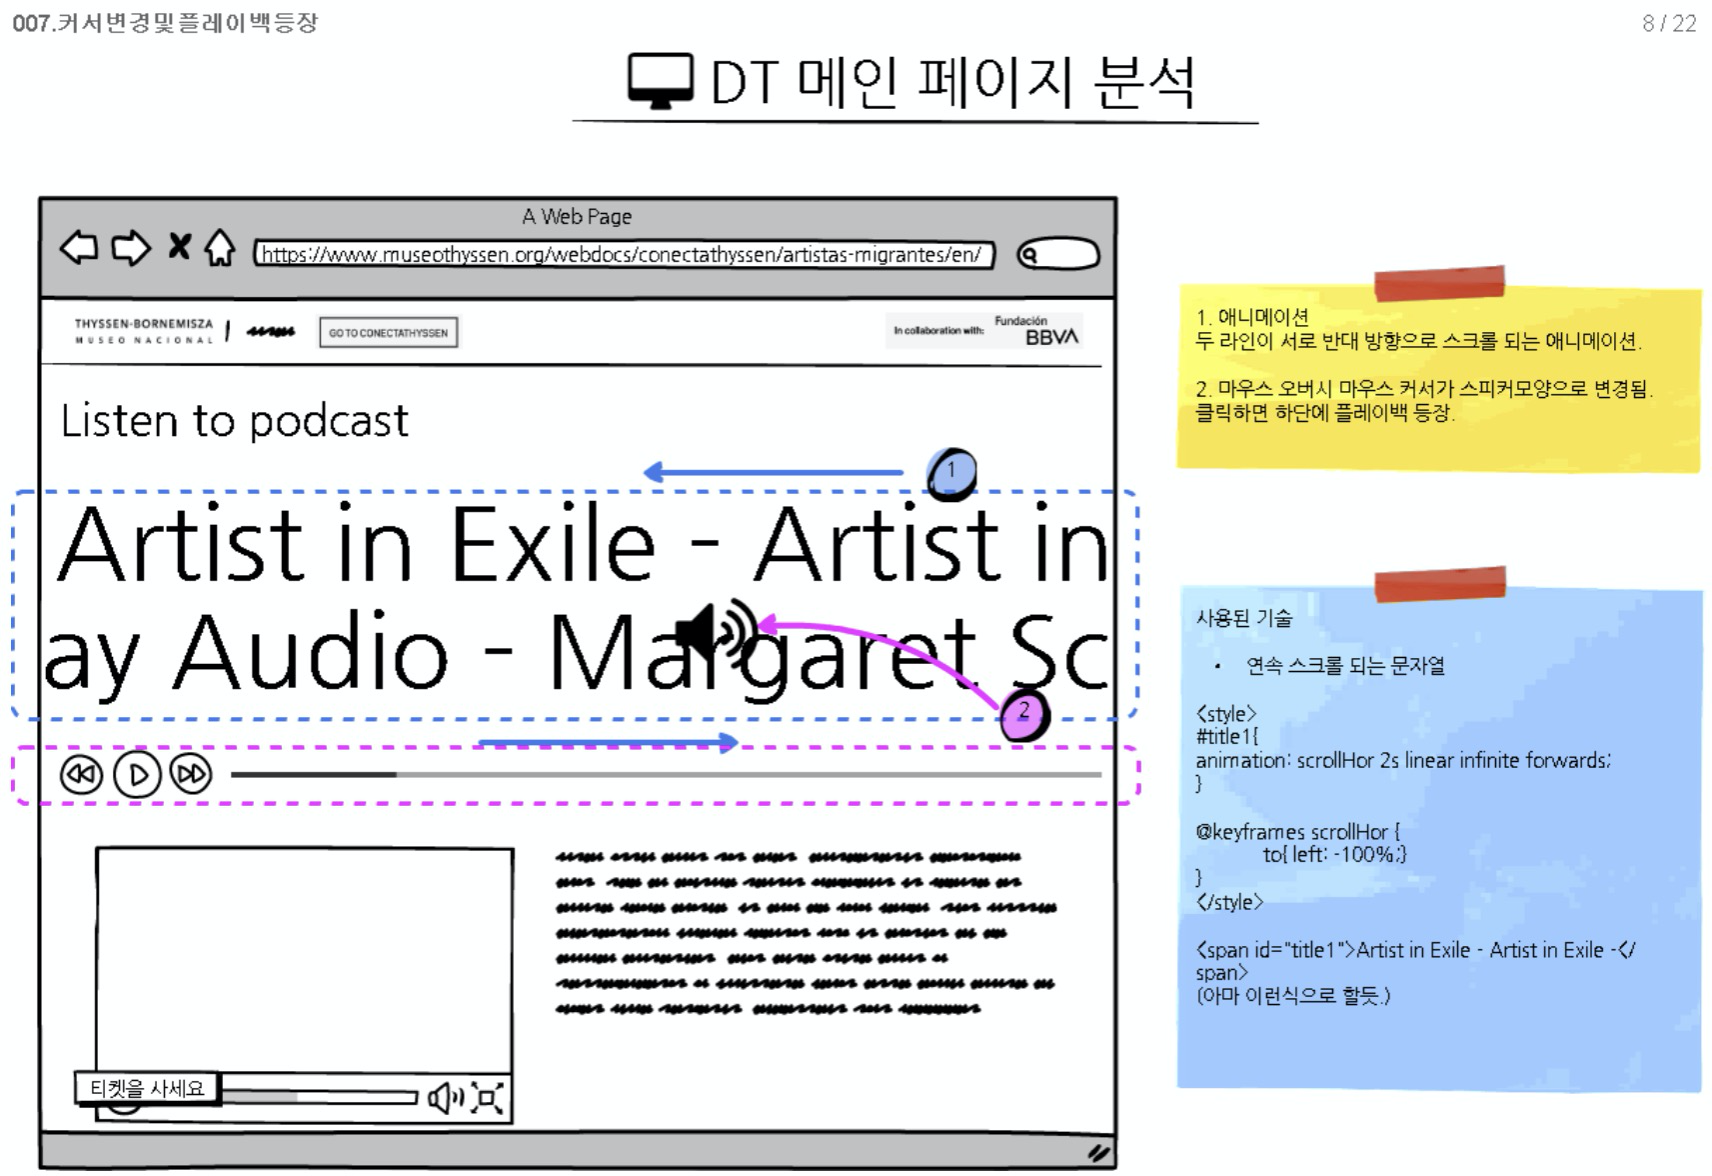 007.커서변경및플레이백등장
8 / 22
DT 메인 페이지 분석
A Web Page
https://www.museothyssen.org/webdocs/conectathyssen/artistas-migrantes/en/
THYSSEN-BORNEMISZA
MUSEO NACIONAL
GO TO CONECTATHYSSEN
In collaboration with:
Fundación
BBVA
Listen to podcast
1
Artist in Exile - Artist in
ay Audio - Margaret Sc
2
티켓을 사세요
1. 애니메이션
두 라인이 서로 반대 방향으로 스크롤 되는 애니메이션.
2. 마우스 오버시 마우스 커서가 스피커모양으로 변경됨.
클릭하면 하단에 플레이백 등장.
사용된 기술
• 연속 스크롤 되는 문자열
<style>
#title1{
animation: scrollHor 2s linear infinite forwards;
}
@keyframes scrollHor {
to{ left: -100%;}
}
</style>
<span id="title1">Artist in Exile - Artist in Exile -</
span>
(아마 이런식으로 할듯.)